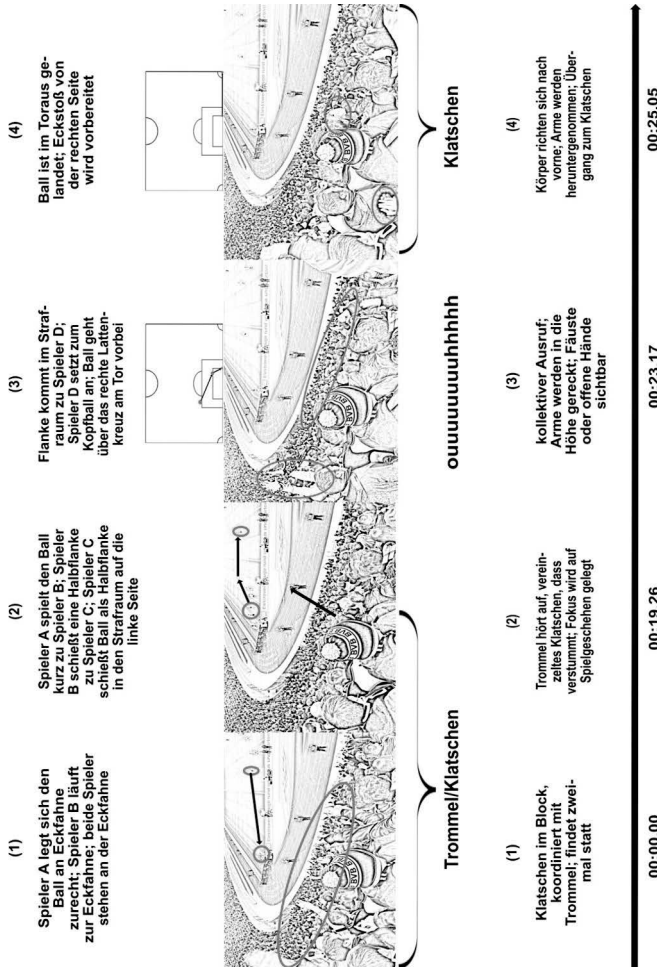 (1)
Spieler A legt sich den
Ball an Eckfahne
zurecht; Spieler B läuft
zur Eckfahne; beide Spieler
stehen an der Eckfahne
(2)
Spieler A spielt den Ball
kurz zu Spieler B; Spieler
B schießt eine Halbflanke
zu Spieler C; Spieler C
schießt Ball als Halbflanke
in den Strafraum auf die
linke Seite
(3)
Flanke kommt im Straf-
raum zu Spieler D;
Spieler D setzt zum
Kopfball an; Ball geht
über das rechte Latten-
kreuz am Tor vorbei
(4)
Ball ist im Toraus ge-
landet; Eckstoß von
der rechten Seite
wird vorbereitet
Trommel/Klatschen
ouuuuuuuuuhhhhh
Klatschen
(1)
Klatschen im Block,
koordiniert mit
Trommel; findet zwei-
mal statt
(2)
Trommel hört auf, verein-
zeltes Klatschen, dass
verstummt; Fokus wird auf
Spielgeschehen gelegt
(3)
kollektiver Ausruf;
Arme werden in die
Höhe gereckt; Fäuste
oder offene Hände
sichtbar
(4)
Körper richten sich nach
vorne; Arme werden
heruntergenommen; Über-
gang zum Klatschen
00:00.00
00:19.26
00:23.17
00:25.05